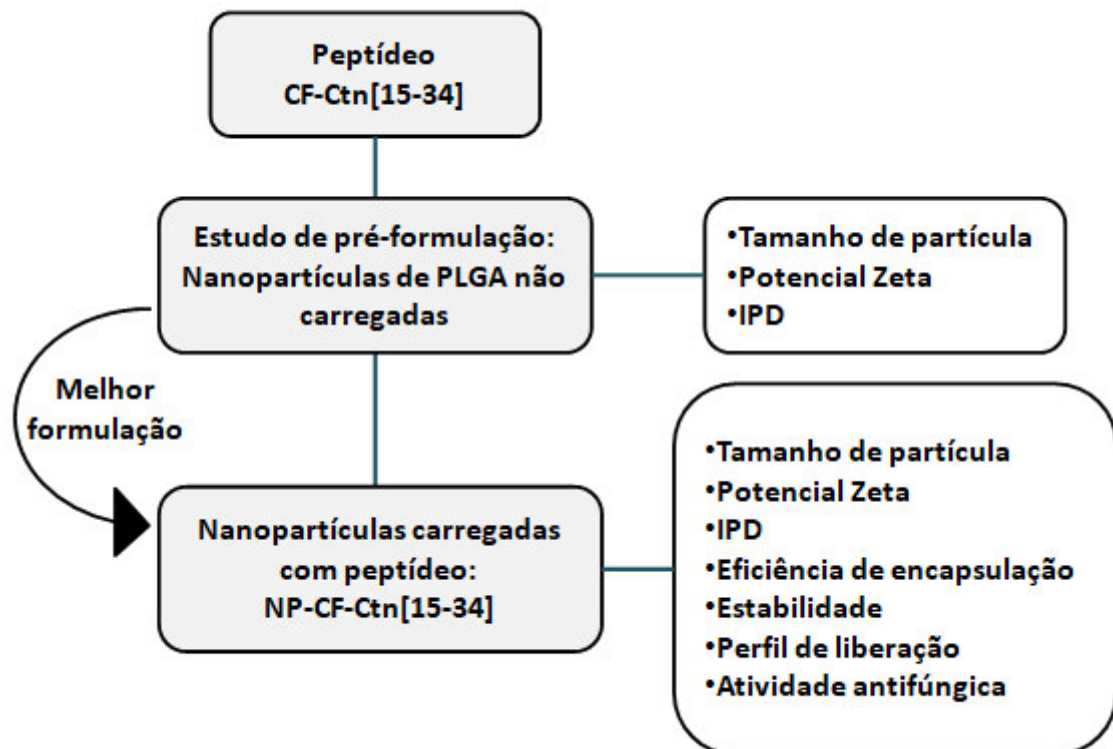 Peptídeo
CF-Ctn[15-34]
Estudo de pré-formulação:
Nanopartículas de PLGA não
carregadas
•Tamanho de partícula
•Potencial Zeta
•IPD
Melhor
formulação
Nanopartículas carregadas
com peptídeo:
NP-CF-Ctn[15-34]
•Tamanho de partícula
•Potencial Zeta
•IPD
•Eficiência de encapsulação
•Estabilidade
•Perfil de liberação
•Atividade antifúngica